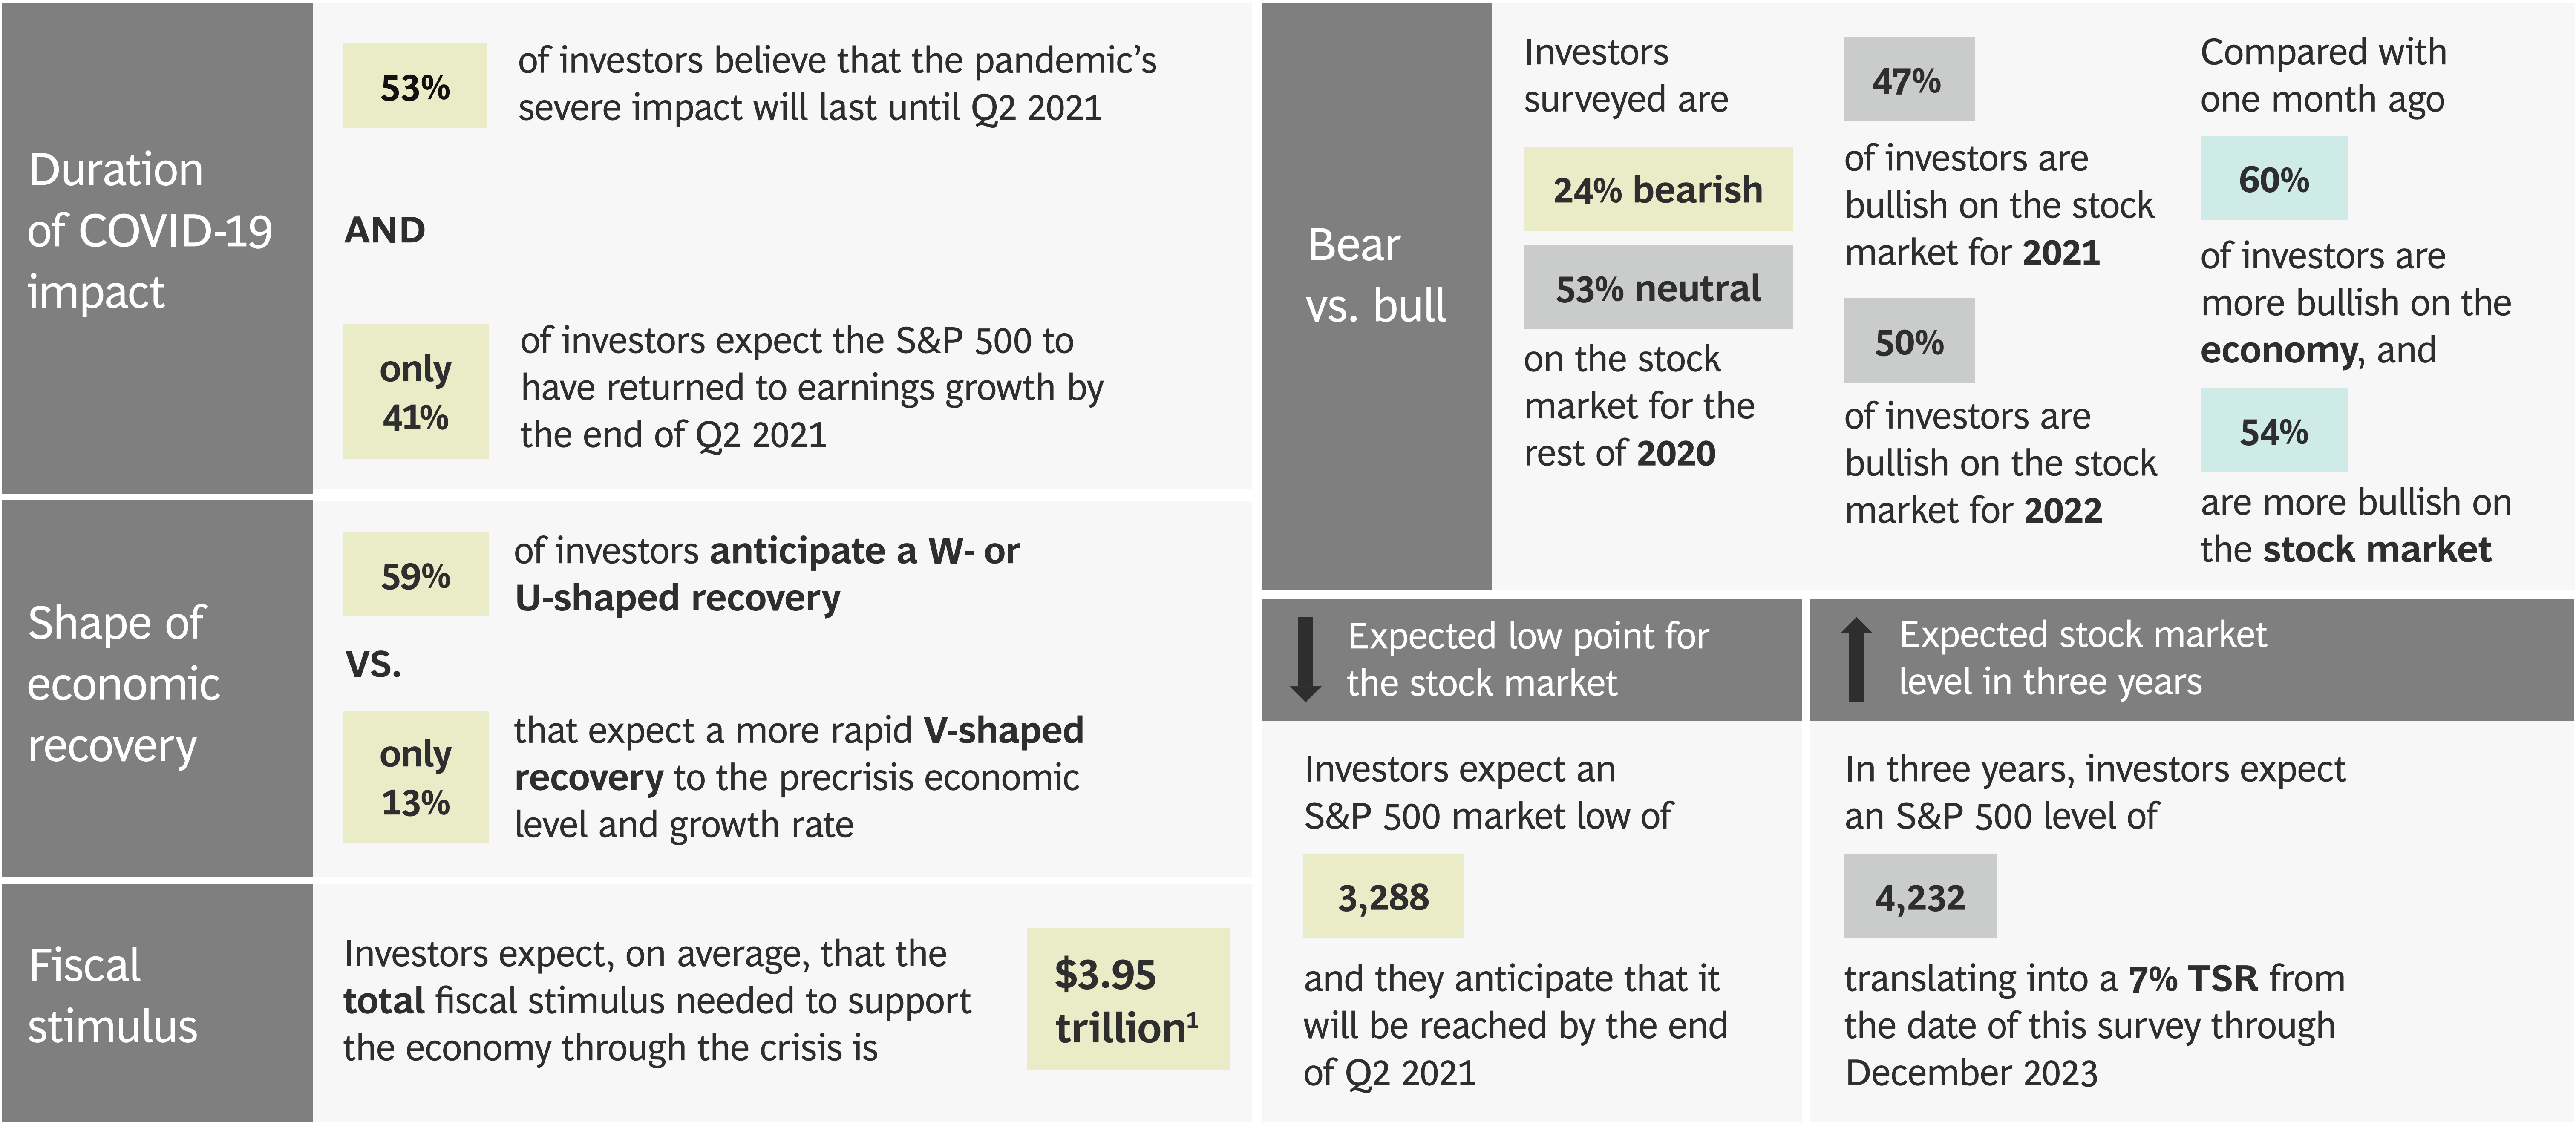 Duration
of COVID-19
impact
53%
of investors believe that the pandemic’s
severe impact will last until Q2 2021
AND
only
41%
of investors expect the S&P 500 to
have returned to earnings growth by
the end of Q2 2021
Shape of
economic
recovery
59%
of investors anticipate a W- or
U-shaped recovery
VS.
only
13%
that expect a more rapid V-shaped
recovery to the precrisis economic
level and growth rate
Fiscal
stimulus
Investors expect, on average, that the
total fiscal stimulus needed to support
the economy through the crisis is
$3.95
trillion¹
Bear
vs. bull
Investors
surveyed are
24% bearish
53% neutral
on the stock
market for the
rest of 2020
47%
of investors are
bullish on the stock
market for 2021
50%
of investors are
bullish on the stock
market for 2022
Compared with
one month ago
60%
of investors are
more bullish on the
economy, and
54%
are more bullish on
the stock market
Expected low point for
the stock market
Investors expect an
S&P 500 market low of
3,288
and they anticipate that it
will be reached by the end
of Q2 2021
Expected stock market
level in three years
In three years, investors expect
an S&P 500 level of
4,232
translating into a 7% TSR from
the date of this survey through
December 2023